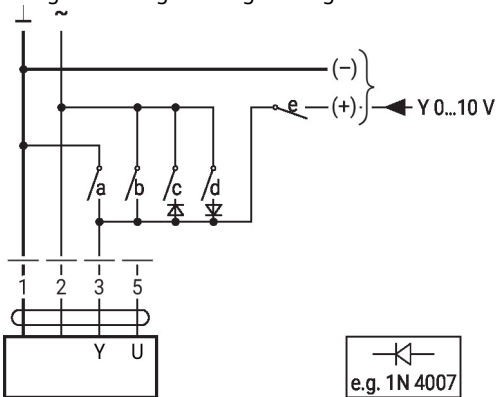 ⊥ ~
(–)
e (+) Y 0...10 V
a b c d
1 2 3 5
Y U
e.g. 1N 4007